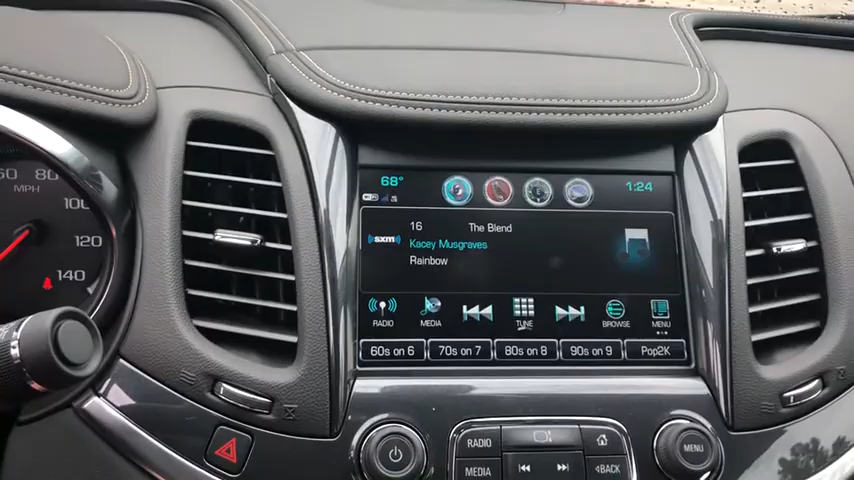 60 80
MPH
100
120
140
68°
1:24
16 The Blend
sxm
Kacey Musgraves
Rainbow
RADIO
MEDIA
TUNE
BROWSE
MENU
60s on 6
70s on 7
80s on 8
90s on 9
Pop2K
RADIO
MEDIA
BACK
MENU